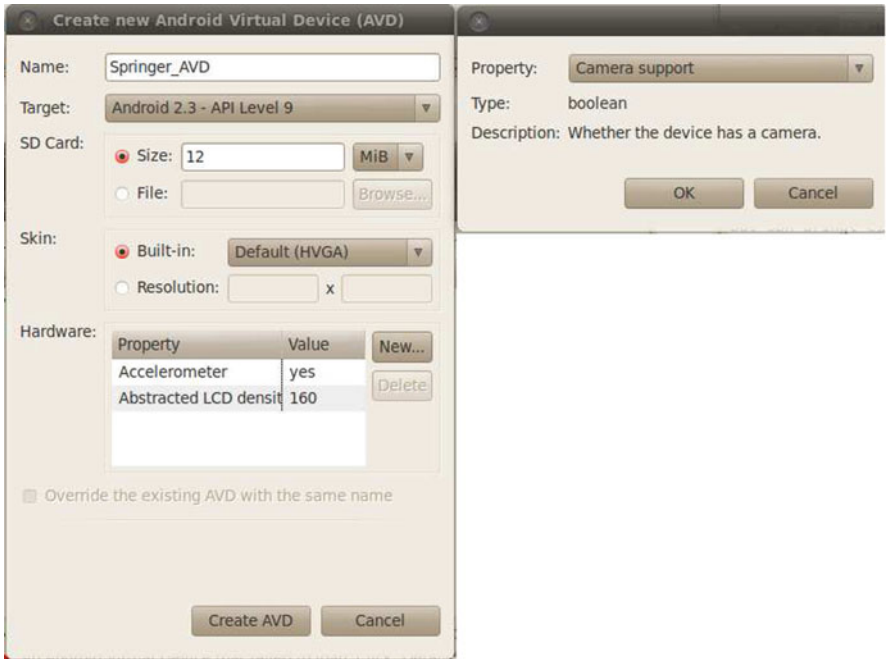 Create new Android Virtual Device (AVD)
Name: Springer_AVD
Target: Android 2.3 - API Level 9
SD Card:
Size: 12 MiB
File: Browse...
Skin:
Built-in: Default (HVGA)
Resolution: x
Hardware:
Property Value New...
Accelerometer yes
Delete
Abstracted LCD densit 160
Override the existing AVD with the same name
Create AVD Cancel
Property: Camera support
Type: boolean
Description: Whether the device has a camera.
OK Cancel